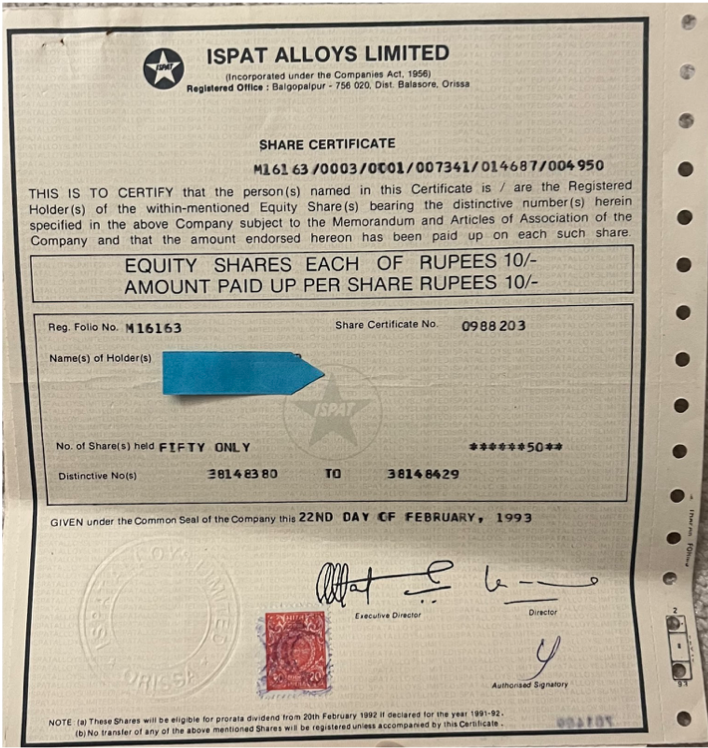 ISPAT
ISPAT ALLOYS LIMITED
(Incorporated under the Companies Act, 1956)
Registered Office : Balgopalpur - 756 020, Dist. Balasore, Orissa
SHARE CERTIFICATE
M16163/0003/0001/007341/014687/004950
THIS IS TO CERTIFY that the person(s) named in this Certificate is / are the Registered
Holder(s) of the within-mentioned Equity Share(s) bearing the distinctive number(s) herein
specified in the above Company subject to the Memorandum and Articles of Association of the
Company and that the amount endorsed hereon has been paid up on each such share.
EQUITY SHARES EACH OF RUPEES 10/-
AMOUNT PAID UP PER SHARE RUPEES 10/-
Reg. Folio No. M16163 Share Certificate No. 0988203
Name(s) of Holder(s)
ISPAT
No. of Share(s) held FIFTY ONLY ******50**
Distinctive No(s) 38148380 TO 38148429
GIVEN under the Common Seal of the Company this 22ND DAY OF FEBRUARY, 1993
ISPAT ALLOYS LIMITED
ORISSA
Executive Director
Director
20
Authorised Signatory
NOTE (a) These Shares will be eligible for prorata dividend from 20th February 1992 if declared for the year 1991-92.
(b) No transfer of any of the above mentioned Shares will be registered unless accompanied by this Certificate.